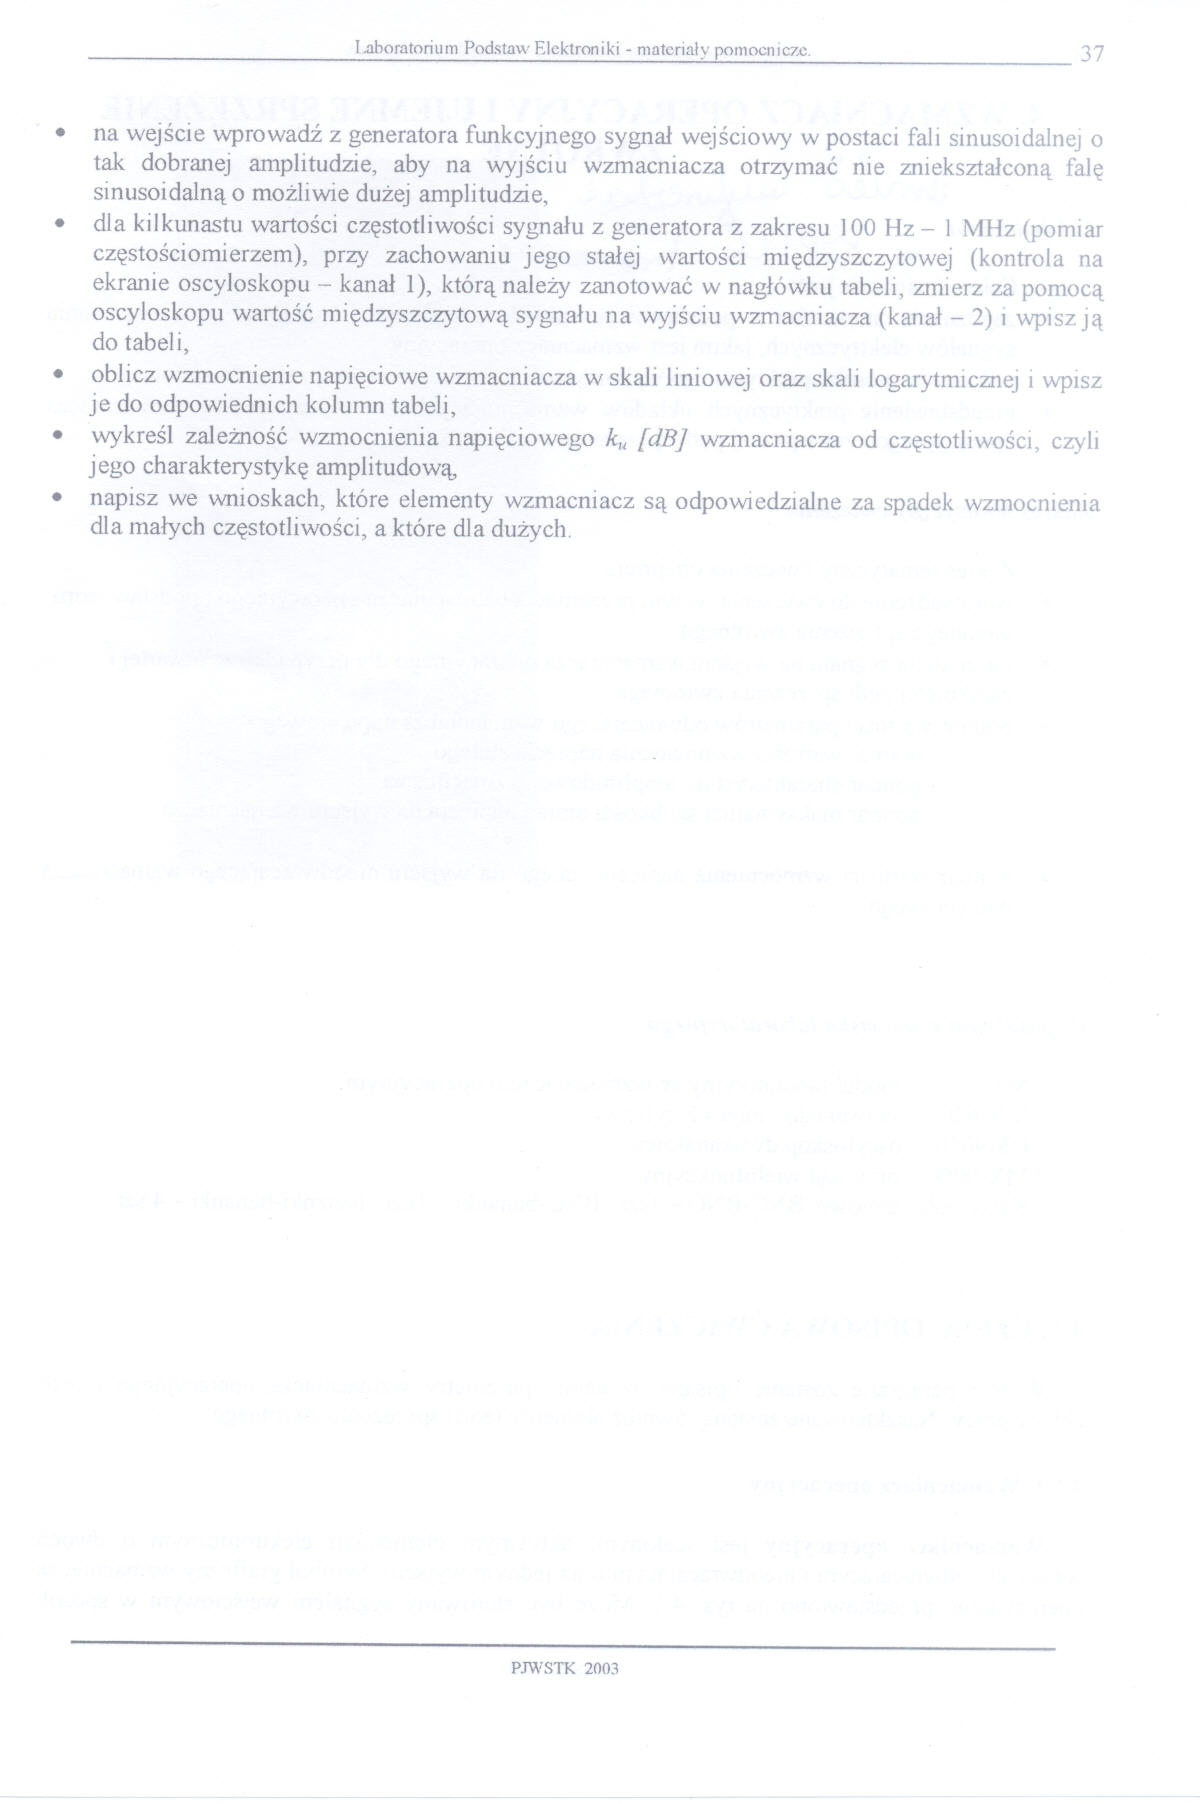 Laboratorium Podstaw Elektroniki - materiały pomocnicze. 37
• na wejście wprowadź z generatora funkcyjnego sygnał wejściowy w postaci fali sinusoidalnej o
tak dobranej amplitudzie, aby na wyjściu wzmacniacza otrzymać nie zniekształconą falę
sinusoidalną o możliwie dużej amplitudzie,
• dla kilkunastu wartości częstotliwości sygnału z generatora z zakresu 100 Hz – 1 MHz (pomiar
częstościomierzem), przy zachowaniu jego stałej wartości międzyszczytowej (kontrola na
ekranie oscyloskopu – kanał 1), którą należy zanotować w nagłówku tabeli, zmierz za pomocą
oscyloskopu wartość międzyszczytową sygnału na wyjściu wzmacniacza (kanał – 2) i wpisz ją
do tabeli,
• oblicz wzmocnienie napięciowe wzmacniacza w skali liniowej oraz skali logarytmicznej i wpisz
je do odpowiednich kolumn tabeli,
• wykreśl zależność wzmocnienia napięciowego kᵤ [dB] wzmacniacza od częstotliwości, czyli
jego charakterystykę amplitudową,
• napisz we wnioskach, które elementy wzmacniacz są odpowiedzialne za spadek wzmocnienia
dla małych częstotliwości, a które dla dużych.
PJWSTK 2003